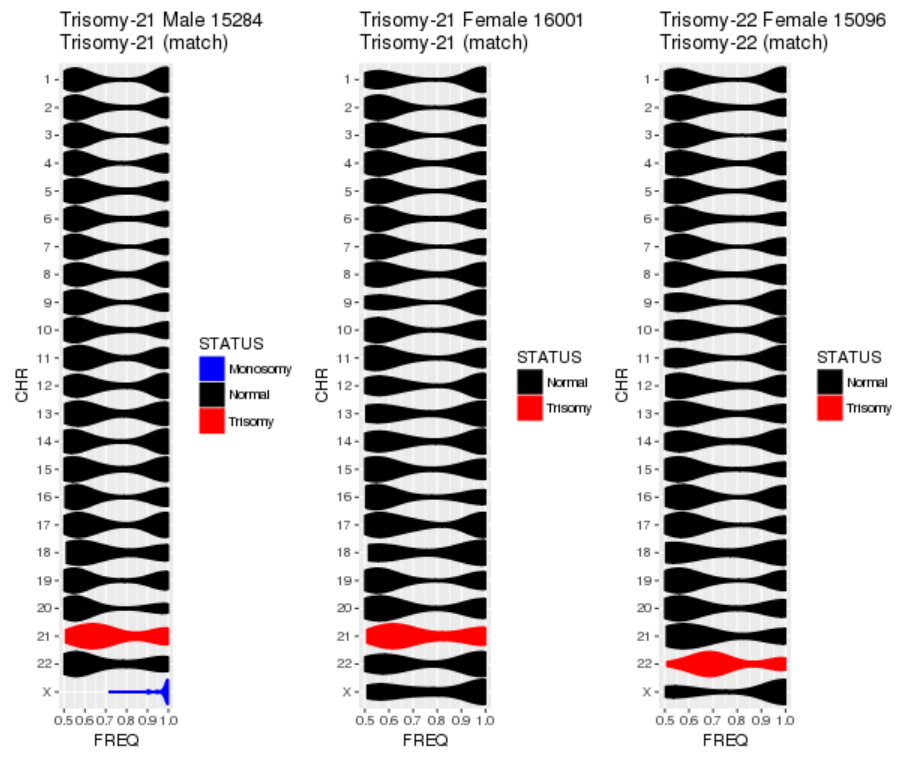 Trisomy-21 Male 15284
Trisomy-21 (match)
1
2
3
4
5
6
7
8
9
10
11
12
13
14
15
16
17
18
19
20
21
22
X
CHR
0.5 0.6 0.7 0.8 0.9 1.0
FREQ
STATUS
Monosomy
Normal
Trisomy
Trisomy-21 Female 16001
Trisomy-21 (match)
1
2
3
4
5
6
7
8
9
10
11
12
13
14
15
16
17
18
19
20
21
22
X
CHR
0.5 0.6 0.7 0.8 0.9 1.0
FREQ
STATUS
Normal
Trisomy
Trisomy-22 Female 15096
Trisomy-22 (match)
1
2
3
4
5
6
7
8
9
10
11
12
13
14
15
16
17
18
19
20
21
22
X
CHR
0.5 0.6 0.7 0.8 0.9 1.0
FREQ
STATUS
Normal
Trisomy